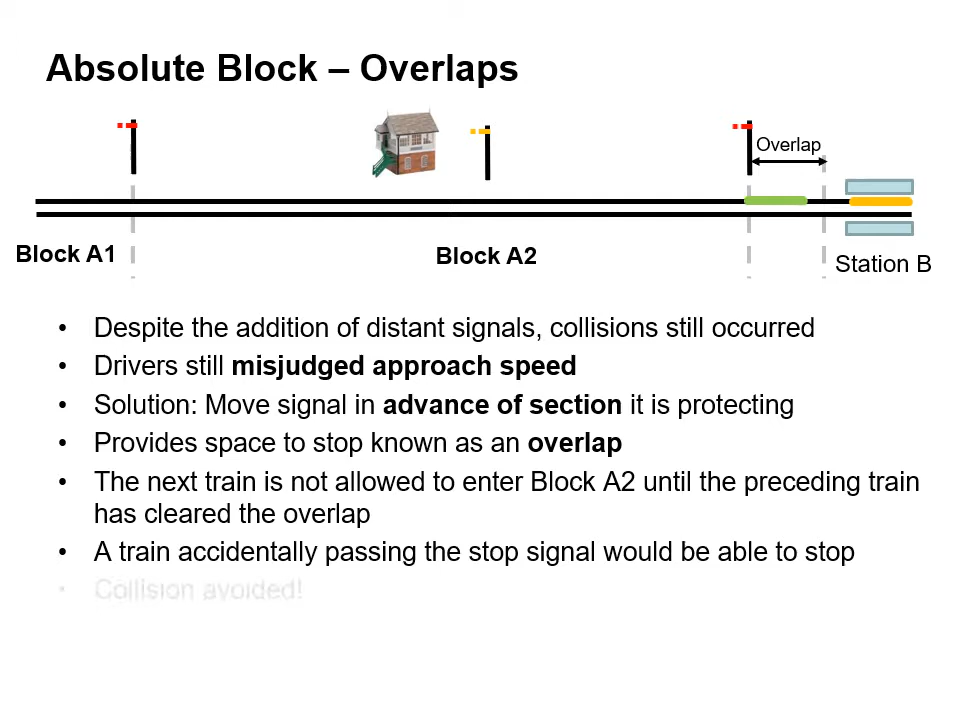 Absolute Block – Overlaps
Overlap
Block A1
Block A2
Station B
• Despite the addition of distant signals, collisions still occurred
• Drivers still misjudged approach speed
• Solution: Move signal in advance of section it is protecting
• Provides space to stop known as an overlap
• The next train is not allowed to enter Block A2 until the preceding train
has cleared the overlap
• A train accidentally passing the stop signal would be able to stop
• Collision avoided!